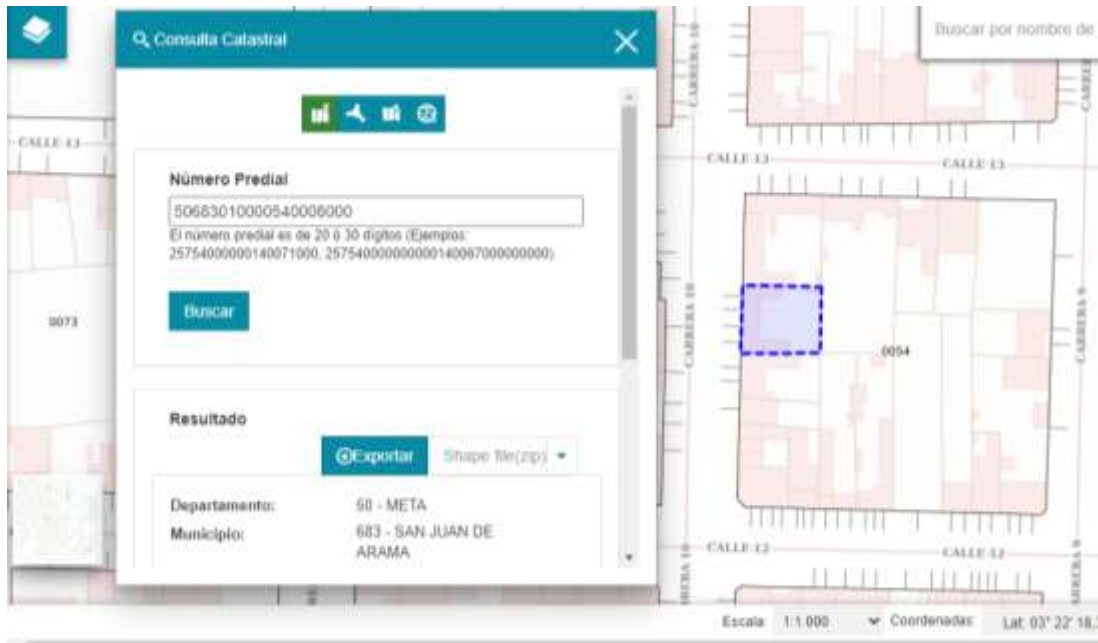 Consulta Catastral
Buscar por nombre de
Número Predial
50683010000540008000
El número predial es de 20 ó 30 dígitos (Ejemplos:
25754000000140071000, 25754000000000140067000000000)
Buscar
Resultado
Exportar
Shape file(zip)
Departamento: 50 - META
Municipio: 683 - SAN JUAN DE
ARAMA
CALLE 13
0073
CARRERA 10
CARRERA
CALLE 13
CALLE 13
CARRERA 10
CARRERA 9
0054
CALLE 12
CALLE 12
Escala: 1:1.000
Coordenadas:
Lat: 03° 22' 18,